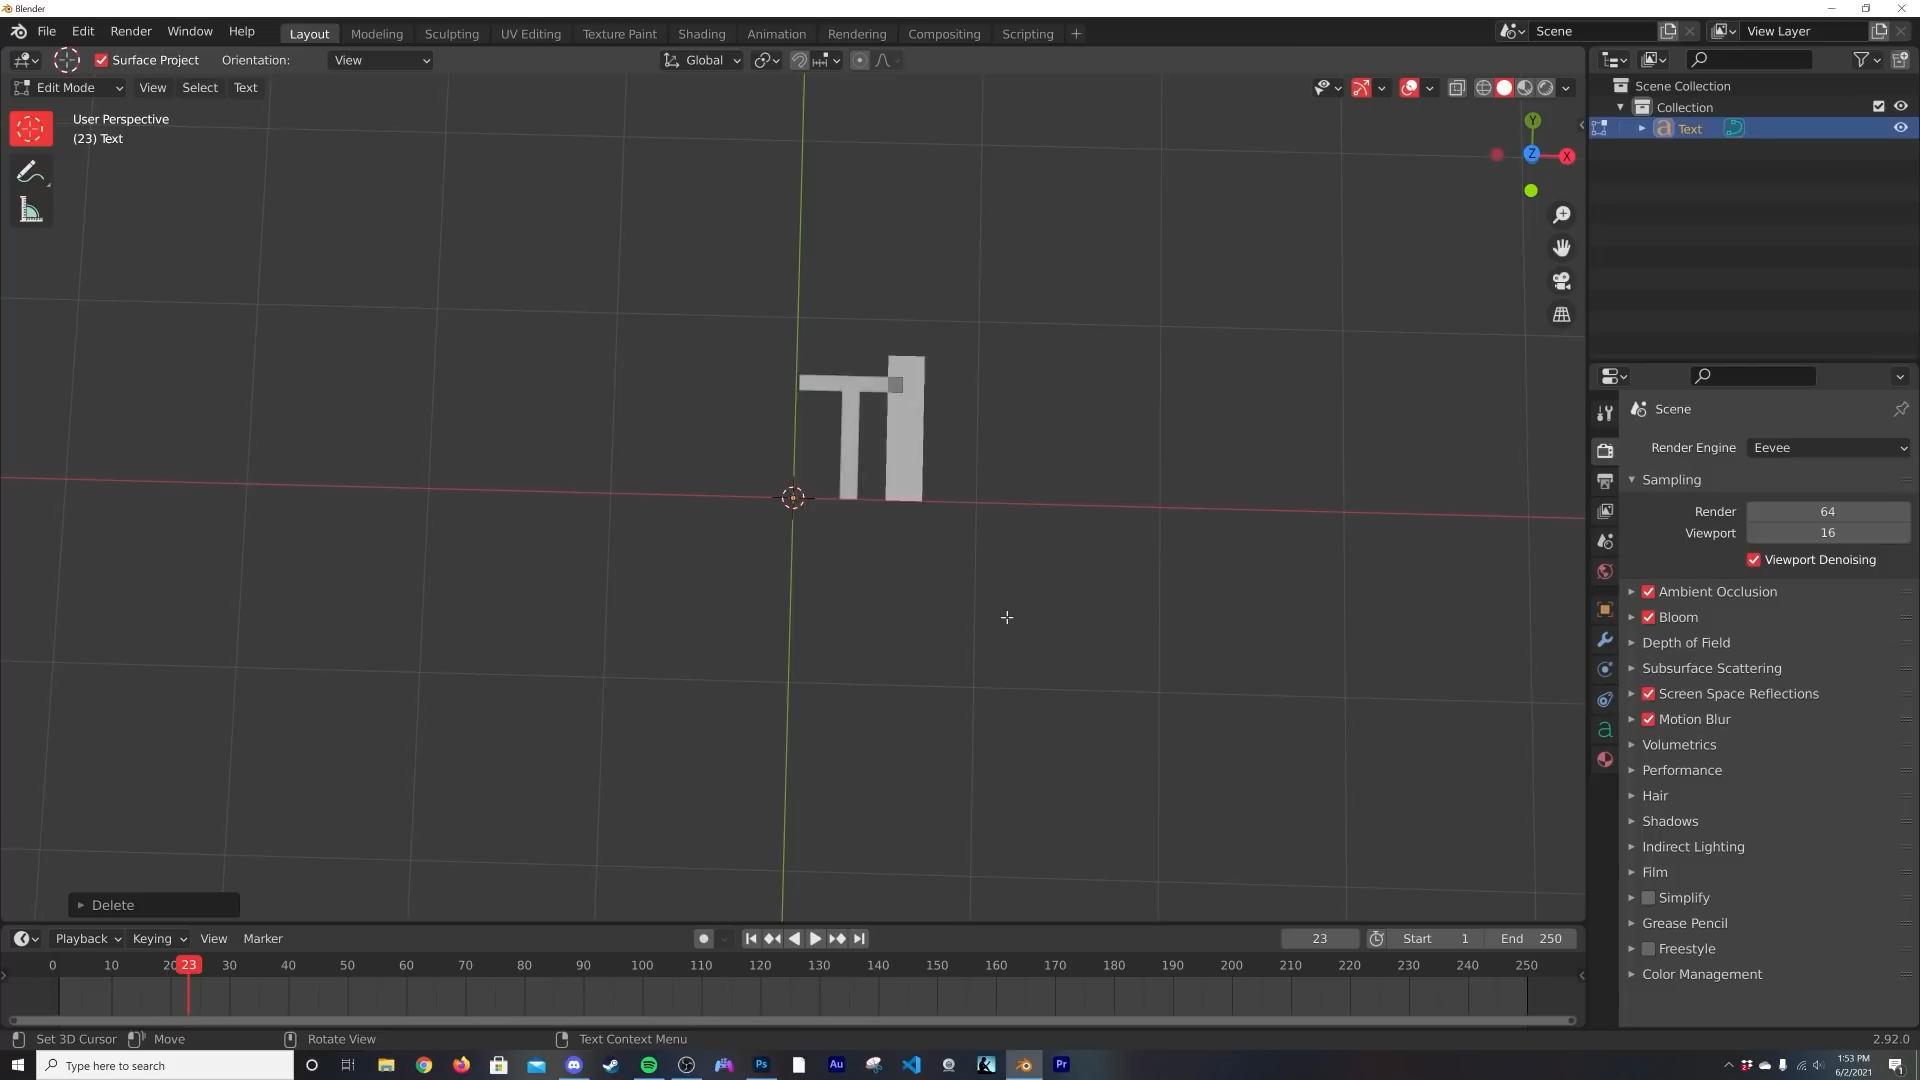 Blender
File Edit Render Window Help Layout Modeling Sculpting UV Editing Texture Paint Shading Animation Rendering Compositing Scripting + Scene View Layer
Surface Project Orientation: View Global
Edit Mode View Select Text
User Perspective
(23) Text
T
Y
Z X
Scene Collection
Collection
Text
Scene
Render Engine Eevee
Sampling
Render 64
Viewport 16
Viewport Denoising
Ambient Occlusion
Bloom
Depth of Field
Subsurface Scattering
Screen Space Reflections
Motion Blur
Volumetrics
Performance
Hair
Shadows
Indirect Lighting
Film
Simplify
Grease Pencil
Freestyle
Color Management
Delete
Playback Keying View Marker 23 Start 1 End 250
0 10 20 23 30 40 50 60 70 80 90 100 110 120 130 140 150 160 170 180 190 200 210 220 230 240 250
Set 3D Cursor Move Rotate View Text Context Menu 2.92.0
Type here to search Ps Au Pr
1:53 PM
6/2/2021